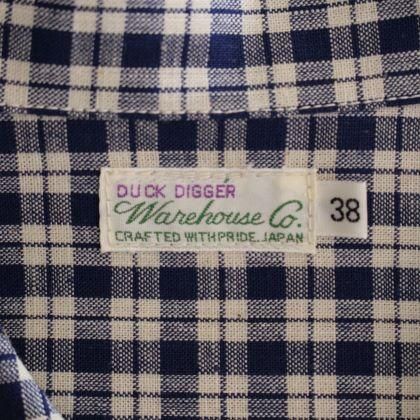 DUCK DIGGER
Warehouse Co.
CRAFTED WITH PRIDE, JAPAN
38